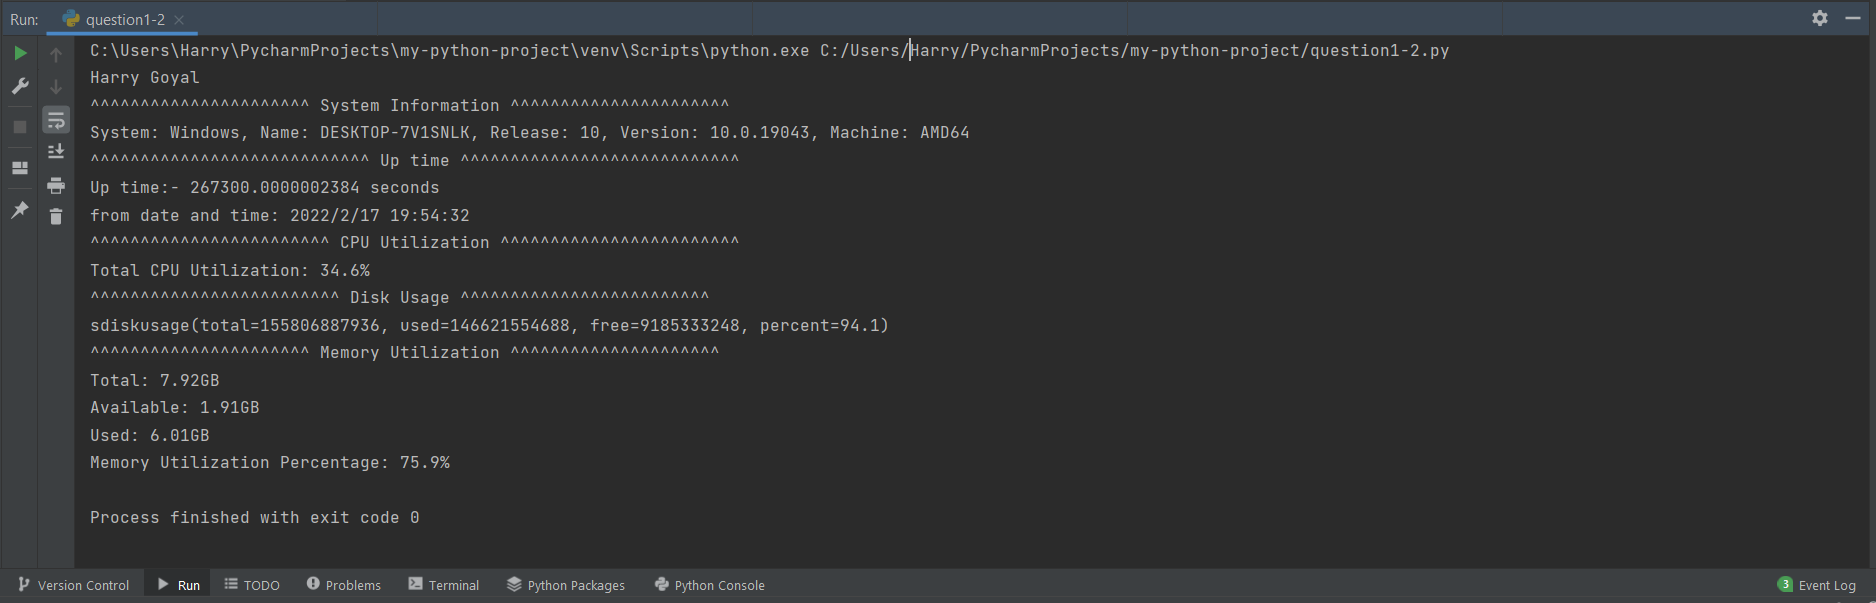 Run: question1-2
C:\Users\Harry\PycharmProjects\my-python-project\venv\Scripts\python.exe C:/Users/Harry/PycharmProjects/my-python-project/question1-2.py
Harry Goyal
^^^^^^^^^^^^^^^^^^^^^^ System Information ^^^^^^^^^^^^^^^^^^^^^^
System: Windows, Name: DESKTOP-7V1SNLK, Release: 10, Version: 10.0.19043, Machine: AMD64
^^^^^^^^^^^^^^^^^^^^^^^^^^^^ Up time ^^^^^^^^^^^^^^^^^^^^^^^^^^^^
Up time:- 267300.0000002384 seconds
from date and time: 2022/2/17 19:54:32
^^^^^^^^^^^^^^^^^^^^^^^^ CPU Utilization ^^^^^^^^^^^^^^^^^^^^^^^^
Total CPU Utilization: 34.6%
^^^^^^^^^^^^^^^^^^^^^^^^^ Disk Usage ^^^^^^^^^^^^^^^^^^^^^^^^^
sdiskusage(total=155806887936, used=146621554688, free=9185333248, percent=94.1)
^^^^^^^^^^^^^^^^^^^^^^ Memory Utilization ^^^^^^^^^^^^^^^^^^^^^
Total: 7.92GB
Available: 1.91GB
Used: 6.01GB
Memory Utilization Percentage: 75.9%
Process finished with exit code 0
Version Control Run TODO Problems Terminal Python Packages Python Console 3 Event Log